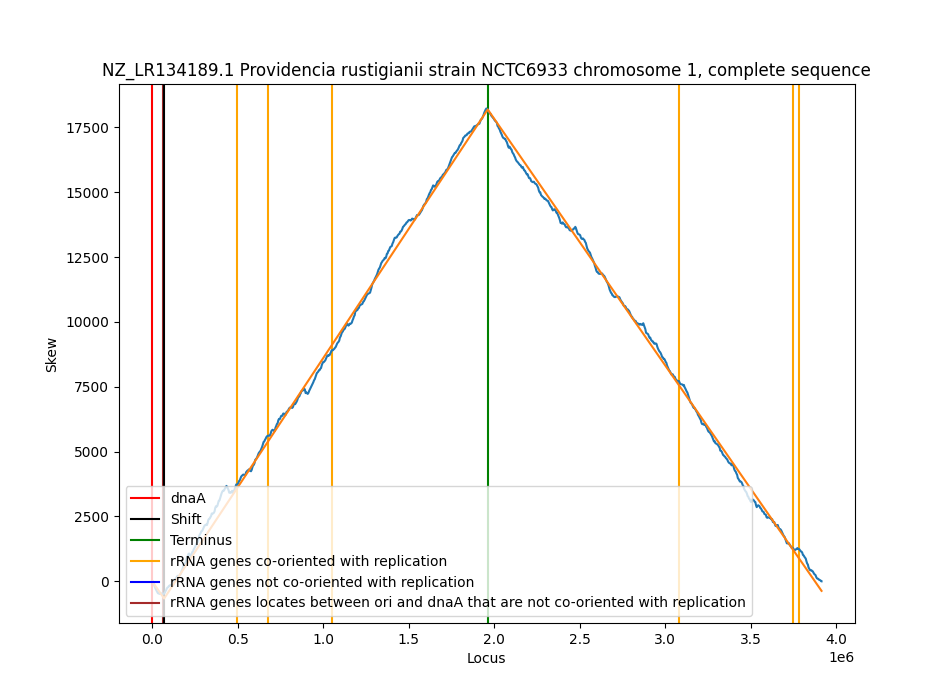 NZ_LR134189.1 Providencia rustigianii strain NCTC6933 chromosome 1, complete sequence
Skew
17500
15000
12500
10000
7500
5000
2500
0
dnaA
Shift
Terminus
rRNA genes co-oriented with replication
rRNA genes not co-oriented with replication
rRNA genes locates between ori and dnaA that are not co-oriented with replication
0.0 0.5 1.0 1.5 2.0 2.5 3.0 3.5 4.0
1e6
Locus